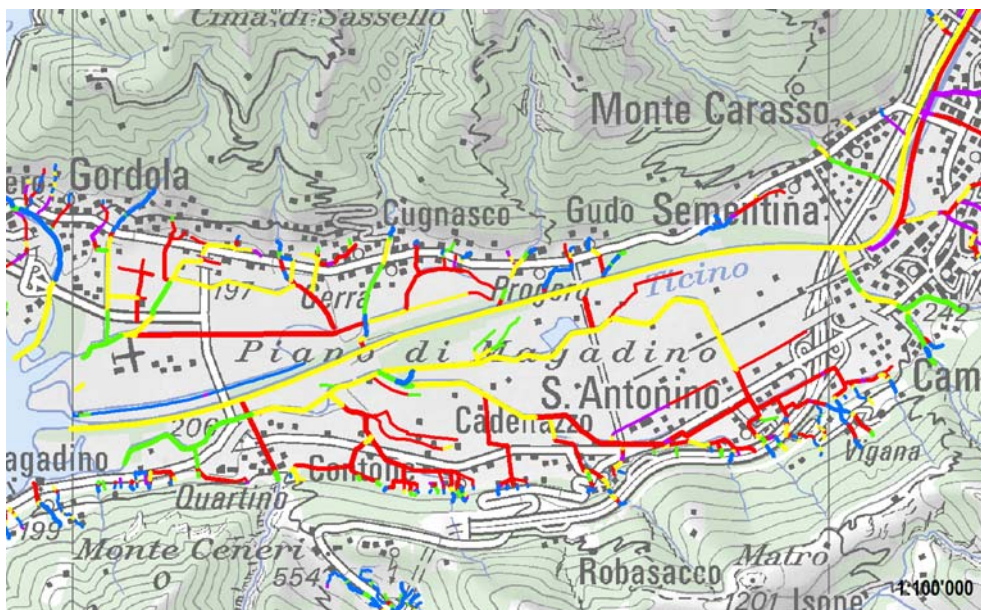 Cima di Sassello
1000
Monte Carasso
ero
Gordola
Cugnasco
Gudo
Sementina
Ticino
197
Gerra
Progero
242
Piano di Magadino
S. Antonino
Cam
206
Cadenazzo
agadino
Contone
Vigana
Quartino
199
Monte Ceneri
554
Matro
Robasacco
1:100'000
1201
Isone